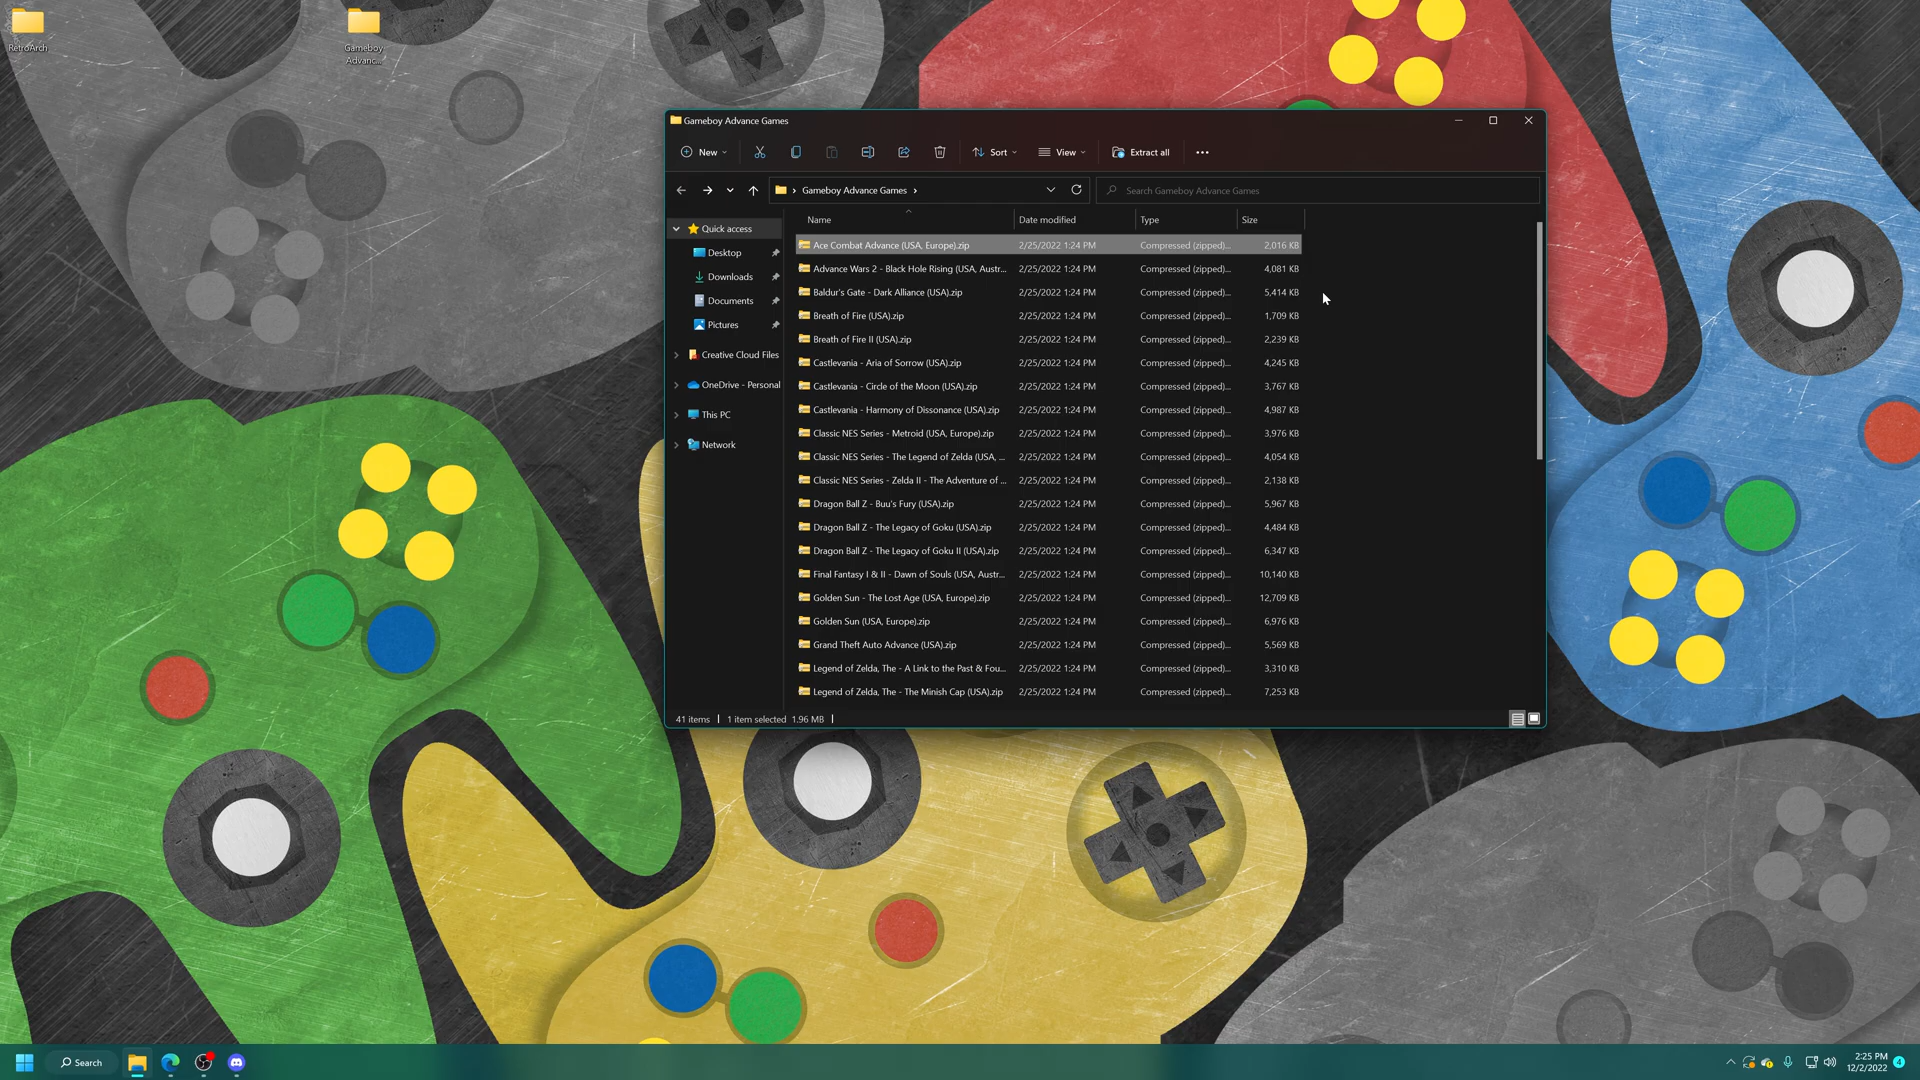 RetroArch
Gameboy
Advanc...
Gameboy Advance Games
New
Sort
View
Extract all
Gameboy Advance Games
Search Gameboy Advance Games
Name
Date modified
Type
Size
Quick access
Desktop
Downloads
Documents
Pictures
Creative Cloud Files
OneDrive - Personal
This PC
Network
Ace Combat Advance (USA, Europe).zip 2/25/2022 1:24 PM Compressed (zipped)... 2,016 KB
Advance Wars 2 - Black Hole Rising (USA, Austr... 2/25/2022 1:24 PM Compressed (zipped)... 4,081 KB
Baldur's Gate - Dark Alliance (USA).zip 2/25/2022 1:24 PM Compressed (zipped)... 5,414 KB
Breath of Fire (USA).zip 2/25/2022 1:24 PM Compressed (zipped)... 1,709 KB
Breath of Fire II (USA).zip 2/25/2022 1:24 PM Compressed (zipped)... 2,239 KB
Castlevania - Aria of Sorrow (USA).zip 2/25/2022 1:24 PM Compressed (zipped)... 4,245 KB
Castlevania - Circle of the Moon (USA).zip 2/25/2022 1:24 PM Compressed (zipped)... 3,767 KB
Castlevania - Harmony of Dissonance (USA).zip 2/25/2022 1:24 PM Compressed (zipped)... 4,987 KB
Classic NES Series - Metroid (USA, Europe).zip 2/25/2022 1:24 PM Compressed (zipped)... 3,976 KB
Classic NES Series - The Legend of Zelda (USA, ... 2/25/2022 1:24 PM Compressed (zipped)... 4,054 KB
Classic NES Series - Zelda II - The Adventure of ... 2/25/2022 1:24 PM Compressed (zipped)... 2,138 KB
Dragon Ball Z - Buu's Fury (USA).zip 2/25/2022 1:24 PM Compressed (zipped)... 5,967 KB
Dragon Ball Z - The Legacy of Goku (USA).zip 2/25/2022 1:24 PM Compressed (zipped)... 4,484 KB
Dragon Ball Z - The Legacy of Goku II (USA).zip 2/25/2022 1:24 PM Compressed (zipped)... 6,347 KB
Final Fantasy I & II - Dawn of Souls (USA, Austr... 2/25/2022 1:24 PM Compressed (zipped)... 10,140 KB
Golden Sun - The Lost Age (USA, Europe).zip 2/25/2022 1:24 PM Compressed (zipped)... 12,709 KB
Golden Sun (USA, Europe).zip 2/25/2022 1:24 PM Compressed (zipped)... 6,976 KB
Grand Theft Auto Advance (USA).zip 2/25/2022 1:24 PM Compressed (zipped)... 5,569 KB
Legend of Zelda, The - A Link to the Past & Fou... 2/25/2022 1:24 PM Compressed (zipped)... 3,310 KB
Legend of Zelda, The - The Minish Cap (USA).zip 2/25/2022 1:24 PM Compressed (zipped)... 7,253 KB
41 items 1 item selected 1.96 MB
Search
2:25 PM
12/2/2022
4